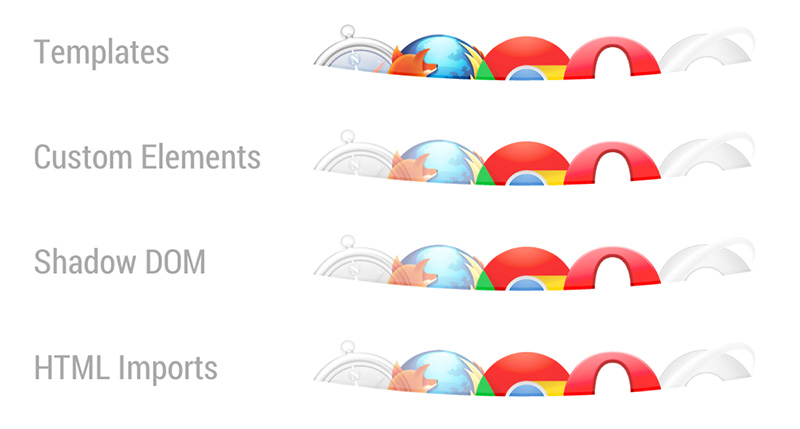 Templates
Custom Elements
Shadow DOM
HTML Imports